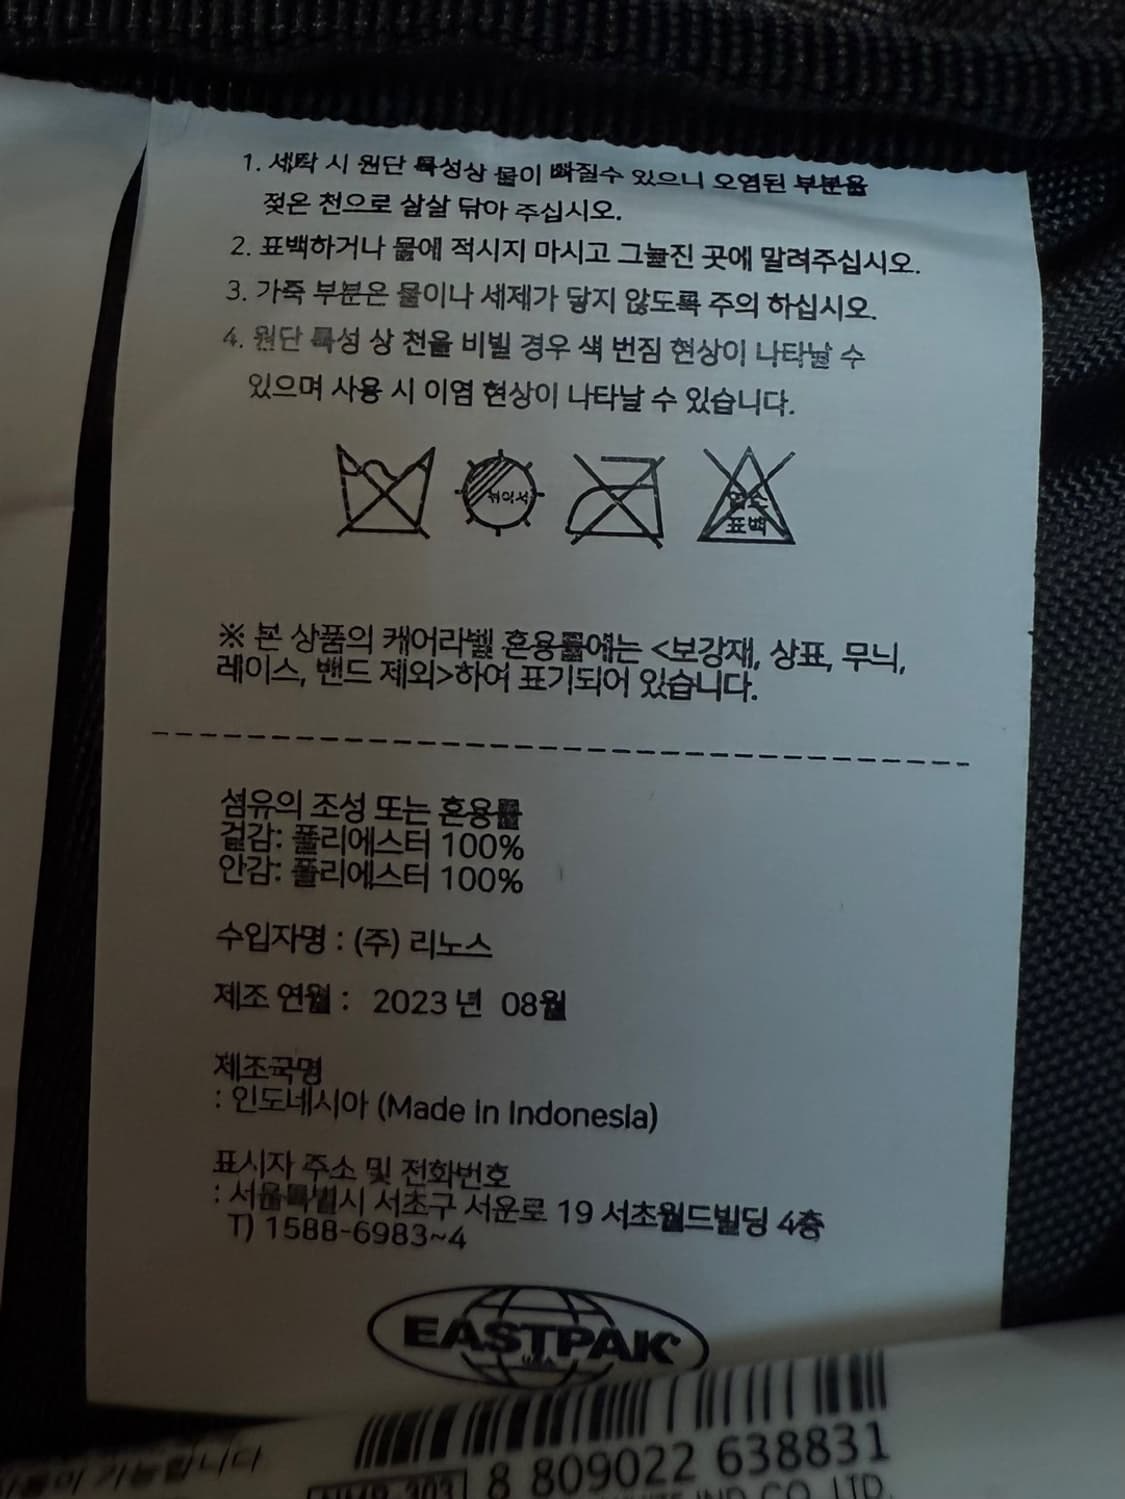 1. 세탁 시 원단 특성상 물이 빠질수 있으니 오염된 부분을
젖은 천으로 살살 닦아 주십시오.
2. 표백하거나 물에 적시지 마시고 그늘진 곳에 말려주십시오.
3. 가죽 부분은 물이나 세제가 닿지 않도록 주의 하십시오.
4. 원단 특성 상 천을 비빌 경우 색 번짐 현상이 나타날 수
있으며 사용 시 이염 현상이 나타날 수 있습니다.
염소
표백
※ 본 상품의 캐어라벨 혼용률에는 <보강재, 상표, 무늬,
레이스, 밴드 제외>하여 표기되어 있습니다.
섬유의 조성 또는 혼용률
겉감: 폴리에스터 100%
안감: 폴리에스터 100%
수입자명 : (주) 리노스
제조 연월 : 2023 년 08월
제조국명
: 인도네시아 (Made In Indonesia)
표시자 주소 및 전화번호
: 서울특별시 서초구 서운로 19 서초월드빌딩 4층
T) 1588-6983~4
EASTPAK
USA
8 809022 638831
IND CO., LTD.